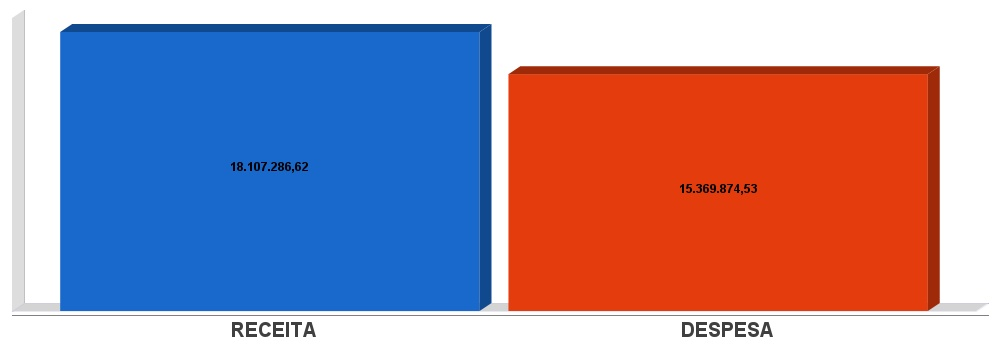 18.107.286,62
15.369.874,53
RECEITA
DESPESA